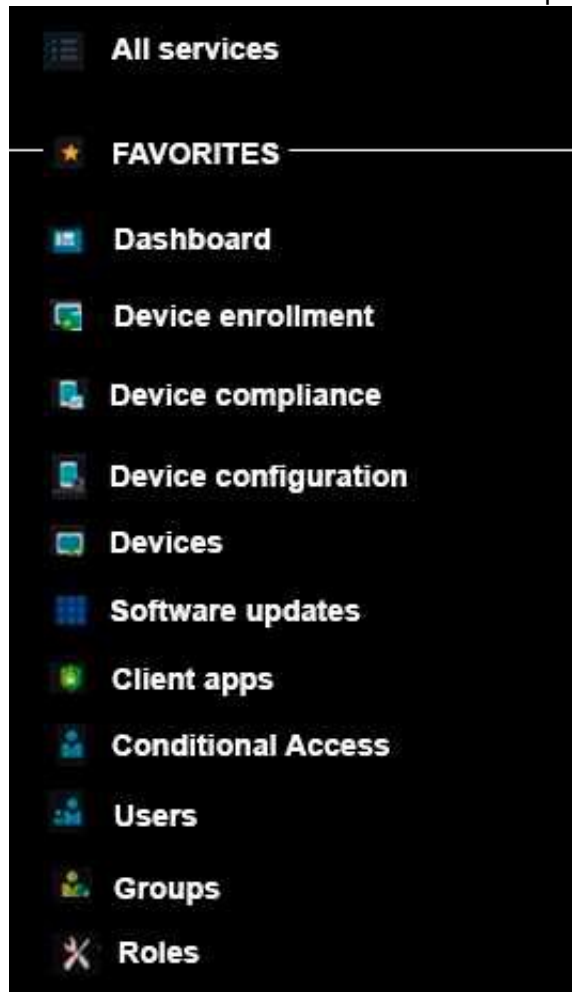 All services
FAVORITES
Dashboard
Device enrollment
Device compliance
Device configuration
Devices
Software updates
Client apps
Conditional Access
Users
Groups
Roles